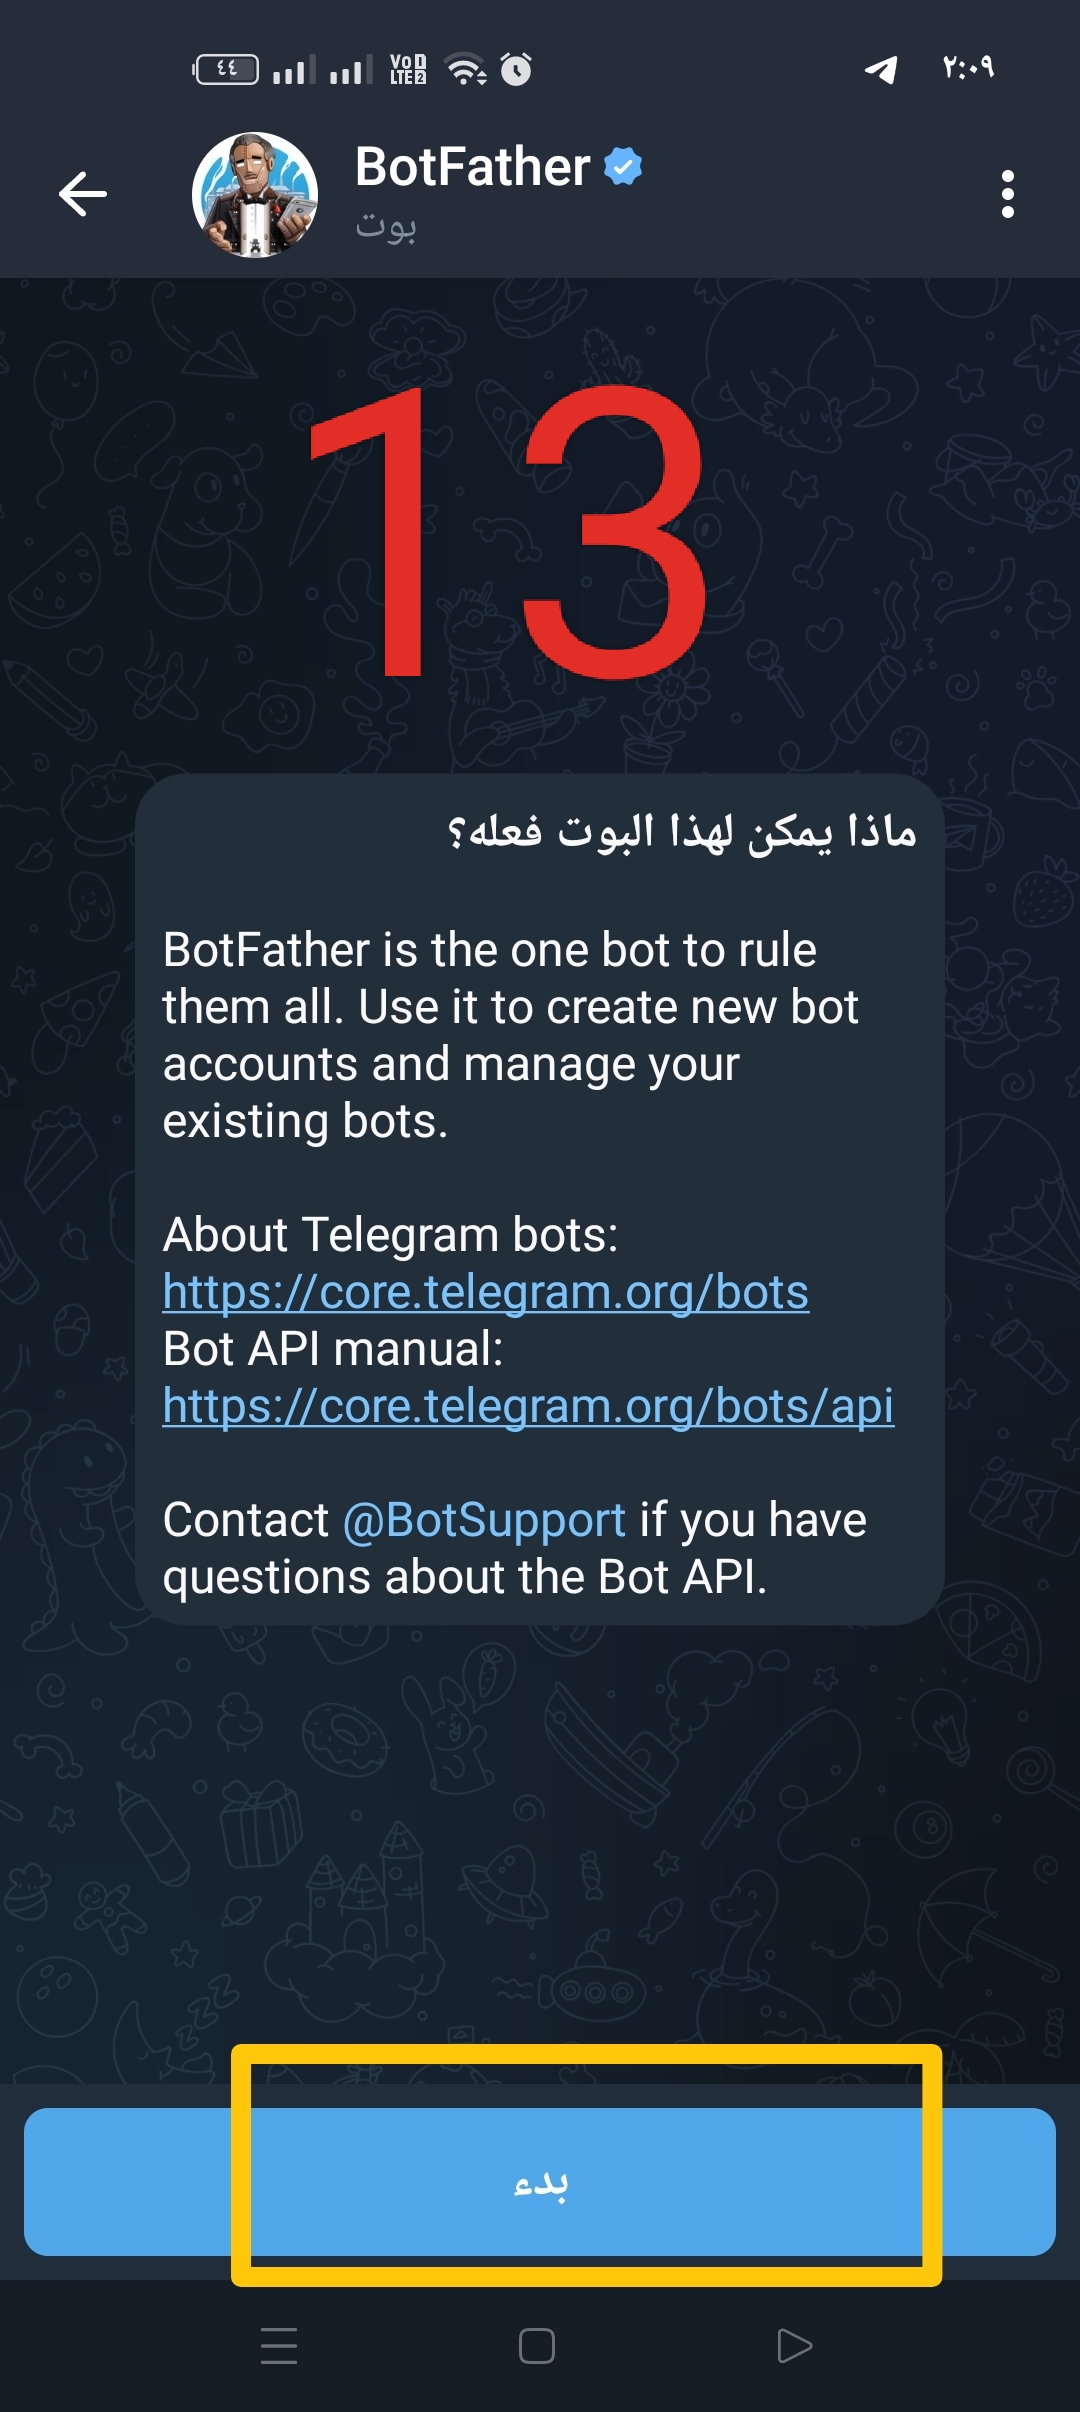 ٤٤ VoLTE 1 2 ٢:٠٩
BotFather
بوت
13
ماذا يمكن لهذا البوت فعله؟
BotFather is the one bot to rule
them all. Use it to create new bot
accounts and manage your
existing bots.
About Telegram bots:
https://core.telegram.org/bots
Bot API manual:
https://core.telegram.org/bots/api
Contact @BotSupport if you have
questions about the Bot API.
بدء